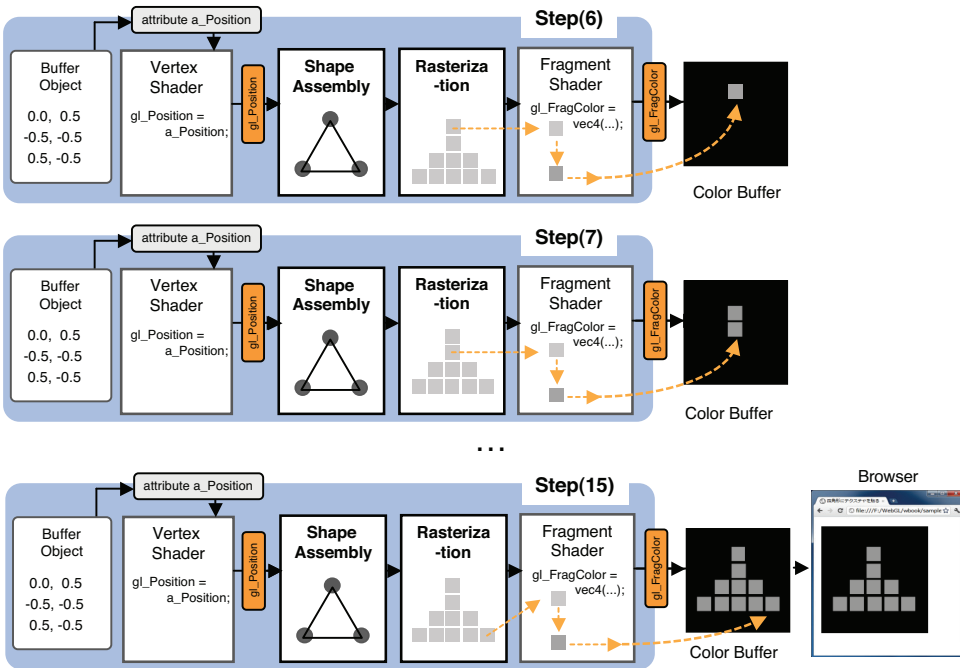 Step(6)
attribute a_Position
Buffer
Object
0.0, 0.5
-0.5, -0.5
0.5, -0.5
Vertex
Shader
gl_Position =
a_Position;
gl_Position
Shape
Assembly
Rasteriza
-tion
Fragment
Shader
gl_FragColor =
vec4(...);
gl_FragColor
Color Buffer
Step(7)
attribute a_Position
Buffer
Object
0.0, 0.5
-0.5, -0.5
0.5, -0.5
Vertex
Shader
gl_Position =
a_Position;
gl_Position
Shape
Assembly
Rasteriza
-tion
Fragment
Shader
gl_FragColor =
vec4(...);
gl_FragColor
Color Buffer
...
Step(15)
attribute a_Position
Buffer
Object
0.0, 0.5
-0.5, -0.5
0.5, -0.5
Vertex
Shader
gl_Position =
a_Position;
gl_Position
Shape
Assembly
Rasteriza
-tion
Fragment
Shader
gl_FragColor =
vec4(...);
gl_FragColor
Color Buffer
Browser
file:///F:/WebGL/wbook/sample